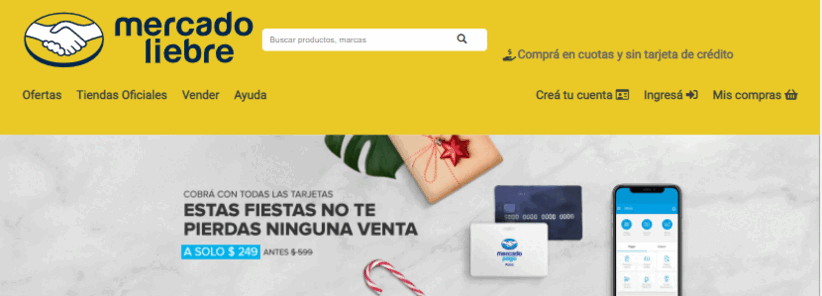 mercado
liebre
Buscar productos, marcas
Comprá en cuotas y sin tarjeta de crédito
Ofertas Tiendas Oficiales Vender Ayuda
Creá tu cuenta Ingresá Mis compras
COBRÁ CON TODAS LAS TARJETAS
ESTAS FIESTAS NO TE
PIERDAS NINGUNA VENTA
A SOLO $ 249 ANTES $ 599
mercado
pago